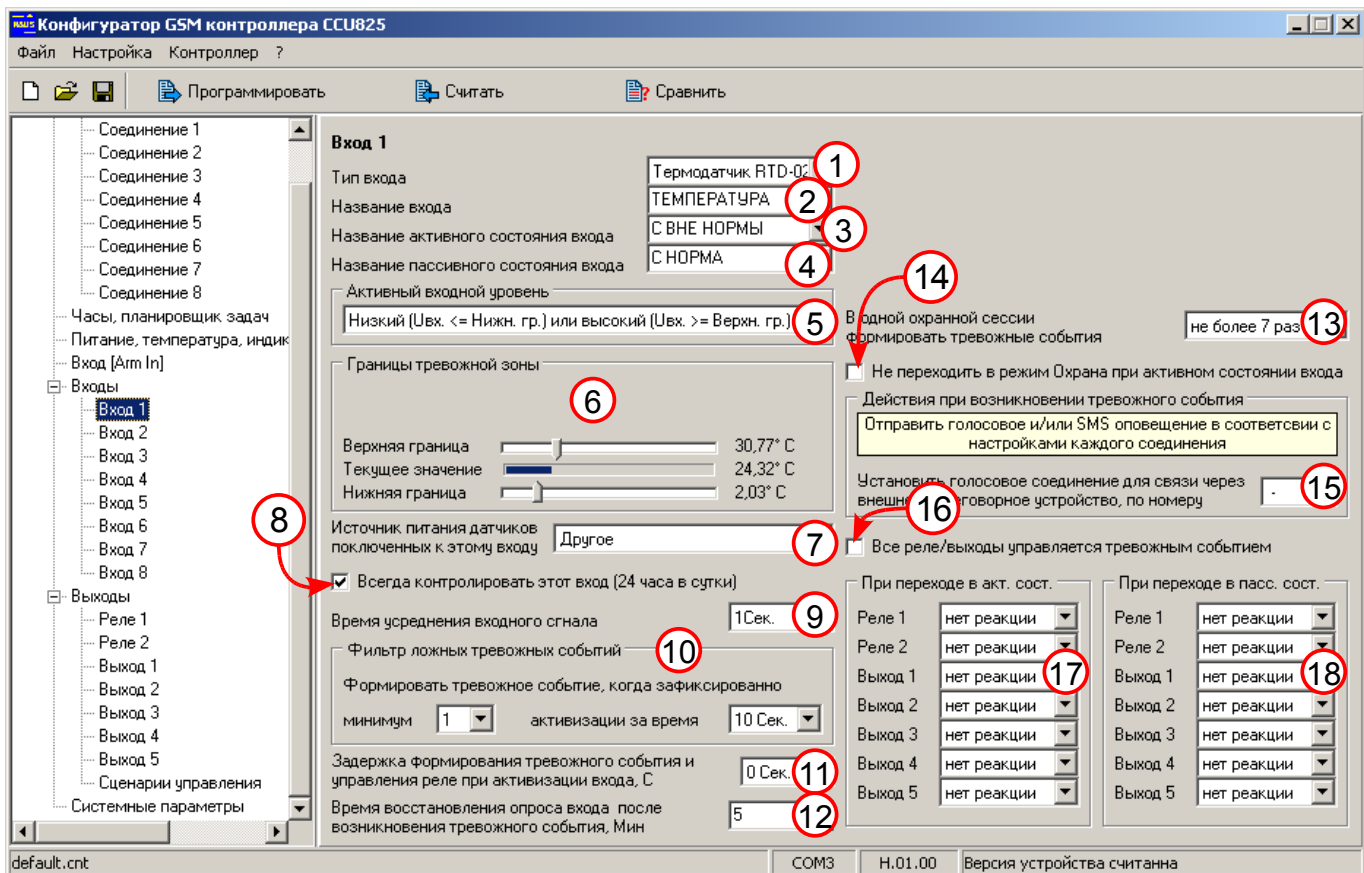 Конфигуратор GSM контроллера CCU825
Файл Настройка Контроллер ?
Программировать Считать Сравнить
Соединение 1
Соединение 2
Соединение 3
Соединение 4
Соединение 5
Соединение 6
Соединение 7
Соединение 8
Часы, планировщик задач
Питание, температура, индик
Вход [Arm In]
Входы
Вход 1
Вход 2
Вход 3
Вход 4
Вход 5
Вход 6
Вход 7
Вход 8
Выходы
Реле 1
Реле 2
Выход 1
Выход 2
Выход 3
Выход 4
Выход 5
Сценарии управления
Системные параметры
Вход 1
Тип входа Термодатчик RTD-02 1
Название входа ТЕМПЕРАТУРА 2
Название активного состояния входа С ВНЕ НОРМЫ 3
Название пассивного состояния входа С НОРМА 4
Активный входной уровень
Низкий (Uвх. <= Нижн. гр.) или высокий (Uвх. >= Верхн. гр.) 5
Границы тревожной зоны
6
Верхняя граница 30,77° C
Текущее значение 24,32° C
Нижняя граница 2,03° C
8
Источник питания датчиков
поключенных к этому входу Другое 7
Всегда контролировать этот вход (24 часа в сутки)
Время усреднения входного сгнала 1Сек. 9
Фильтр ложных тревожных событий 10
Формировать тревожное событие, когда зафиксированно
минимум 1 активизации за время 10 Сек.
Задержка формирования тревожного события и
управления реле при активизации входа, С 0 Сек. 11
Время восстановления опроса входа после
возникновения тревожного события, Мин 5 12
14
В одной охранной сессии
формировать тревожные события не более 7 раз 13
Не переходить в режим Охрана при активном состоянии входа
Действия при возникновении тревожного события
Отправить голосовое и/или SMS оповещение в соответсвии с
настройками каждого соединения
Установить голосовое соединение для связи через
внешнее переговорное устройство, по номеру - 15
16
Все реле/выходы управляется тревожным событием
При переходе в акт. сост.
Реле 1 нет реакции
Реле 2 нет реакции
Выход 1 нет реакции 17
Выход 2 нет реакции
Выход 3 нет реакции
Выход 4 нет реакции
Выход 5 нет реакции
При переходе в пасс. сост.
Реле 1 нет реакции
Реле 2 нет реакции
Выход 1 нет реакции 18
Выход 2 нет реакции
Выход 3 нет реакции
Выход 4 нет реакции
Выход 5 нет реакции
default.cnt COM3 H.01.00 Версия устройства считанна